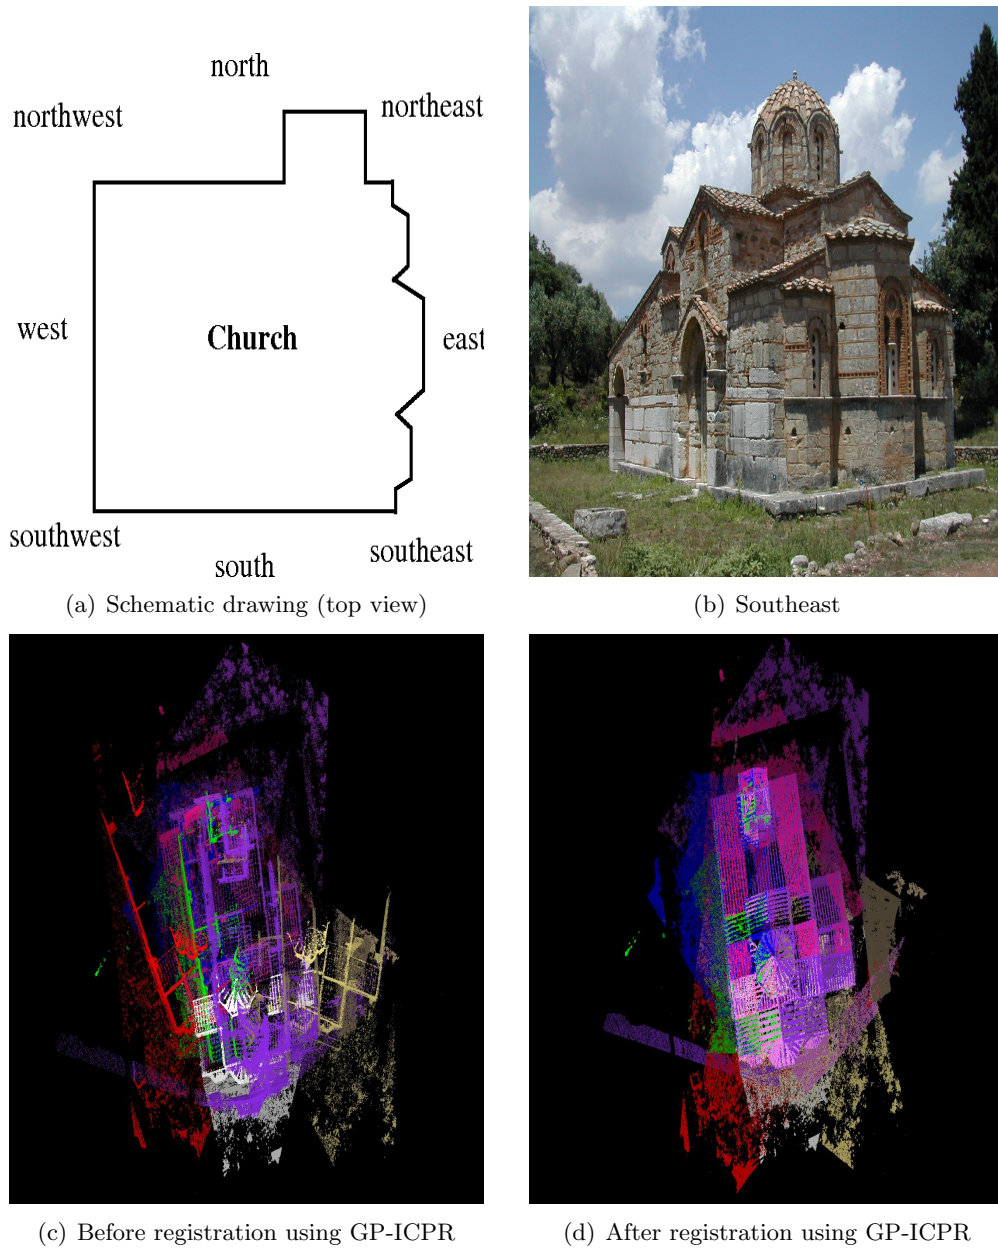 north
northwest
northeast
west
Church
east
southwest
southeast
south
(a) Schematic drawing (top view)
(b) Southeast
(c) Before registration using GP-ICPR
(d) After registration using GP-ICPR